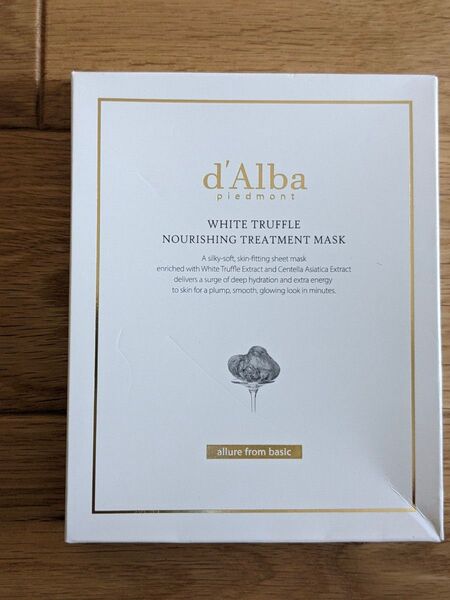 d'Alba
piedmont
WHITE TRUFFLE
NOURISHING TREATMENT MASK
A silky-soft, skin-fitting sheet mask
enriched with White Truffle Extract and Centella Asiatica Extract
delivers a surge of deep hydration and extra energy
to skin for a plump, smooth, glowing look in minutes.
allure from basic